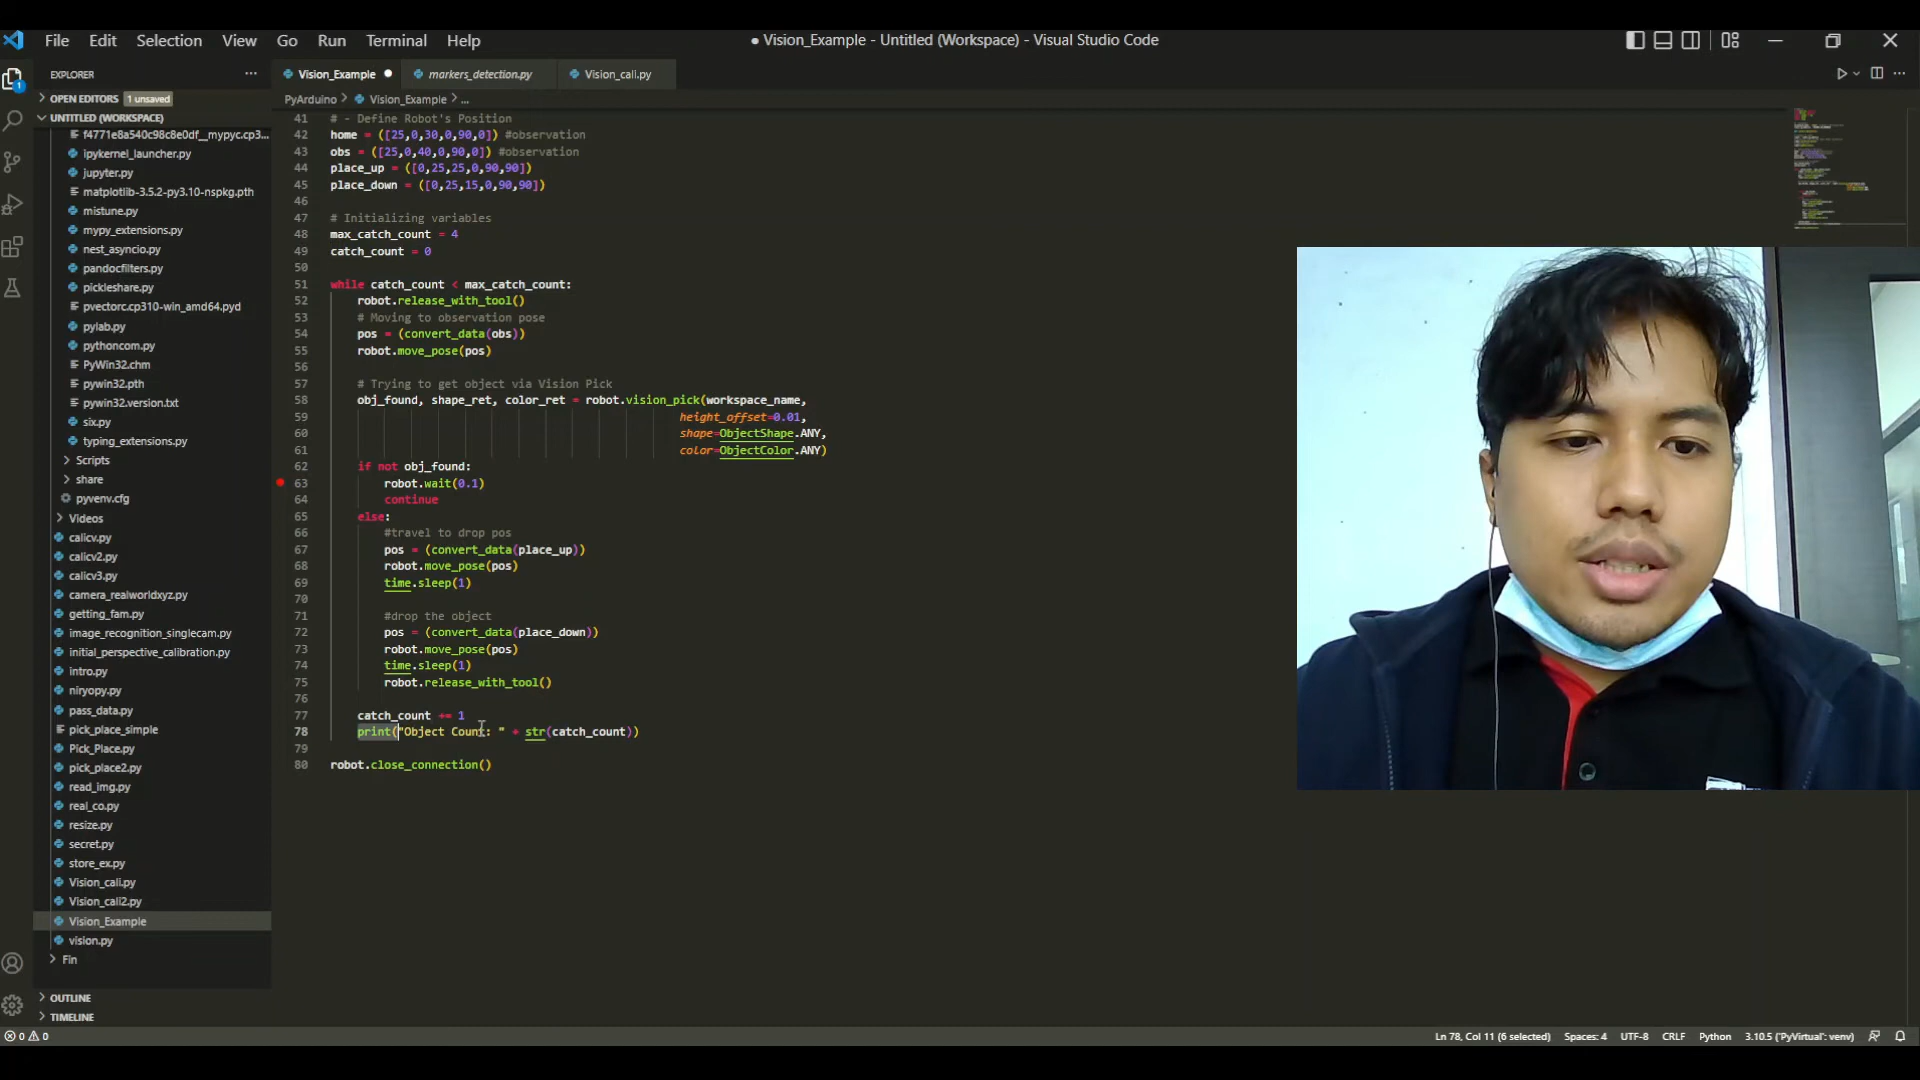 File Edit Selection View Go Run Terminal Help
● Vision_Example - Untitled (Workspace) - Visual Studio Code
EXPLORER ...
Vision_Example ●
markers_detection.py
Vision_call.py
OPEN EDITORS 1 unsaved
PyArduino > Vision_Example > ...
UNTITLED (WORKSPACE)
f4771e8a540c98c8e0df__mypyc.cp3...
ipykernel_launcher.py
jupyter.py
matplotlib-3.5.2-py3.10-nspkg.pth
mistune.py
mypy_extensions.py
nest_asyncio.py
pandocfilters.py
pickleshare.py
pvectorc.cp310-win_amd64.pyd
pylab.py
pythoncom.py
PyWin32.chm
pywin32.pth
pywin32.version.txt
six.py
typing_extensions.py
Scripts
share
pyvenv.cfg
Videos
calicv.py
calicv2.py
calicv3.py
camera_realworldxyz.py
getting_fam.py
image_recognition_singlecam.py
initial_perspective_calibration.py
intro.py
niryopy.py
pass_data.py
pick_place_simple
Pick_Place.py
pick_place2.py
read_img.py
real_co.py
resize.py
secret.py
store_ex.py
Vision_cali.py
Vision_cali2.py
Vision_Example
vision.py
Fin
OUTLINE
TIMELINE
41 # - Define Robot's Position
42 home = ([25,0,30,0,90,0]) #observation
43 obs = ([25,0,40,0,90,0]) #observation
44 place_up = ([0,25,25,0,90,90])
45 place_down = ([0,25,15,0,90,90])
46
47 # Initializing variables
48 max_catch_count = 4
49 catch_count = 0
50
51 while catch_count < max_catch_count:
52 robot.release_with_tool()
53 # Moving to observation pose
54 pos = (convert_data(obs))
55 robot.move_pose(pos)
56
57 # Trying to get object via Vision Pick
58 obj_found, shape_ret, color_ret = robot.vision_pick(workspace_name,
59 height_offset=0.01,
60 shape=ObjectShape.ANY,
61 color=ObjectColor.ANY)
62 if not obj_found:
63 robot.wait(0.1)
64 continue
65 else:
66 #travel to drop pos
67 pos = (convert_data(place_up))
68 robot.move_pose(pos)
69 time.sleep(1)
70
71 #drop the object
72 pos = (convert_data(place_down))
73 robot.move_pose(pos)
74 time.sleep(1)
75 robot.release_with_tool()
76
77 catch_count += 1
78 print("Object Count: " + str(catch_count))
79
80 robot.close_connection()
0 0 Ln 78, Col 11 (6 selected) Spaces: 4 UTF-8 CRLF Python 3.10.5 ('PyVirtual': venv)